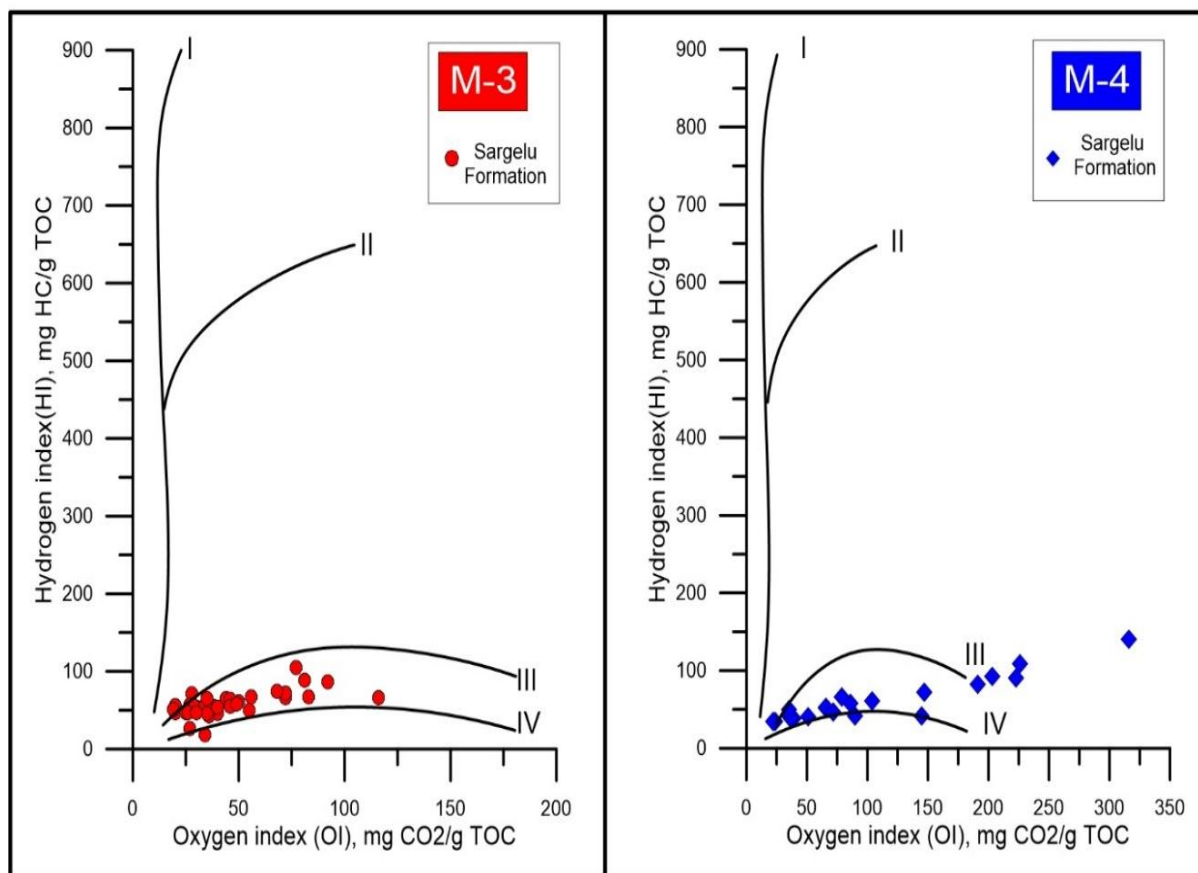 M-3
Sargelu
Formation
I
II
III
IV
900
800
700
600
500
400
300
200
100
0
Hydrogen index(HI), mg HC/g TOC
0
50
100
150
200
Oxygen index (OI), mg CO2/g TOC
M-4
Sargelu
Formation
I
II
III
IV
900
800
700
600
500
400
300
200
100
0
Hydrogen index(HI), mg HC/g TOC
0
50
100
150
200
250
300
350
Oxygen index (OI), mg CO2/g TOC